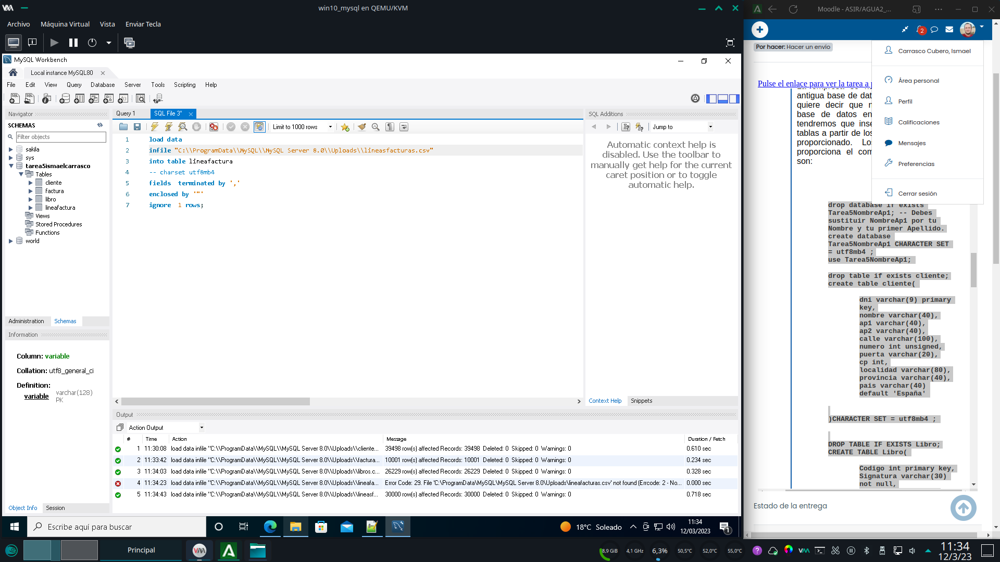 win10_mysql en QEMU/KVM
Archivo Máquina Virtual Vista Enviar Tecla
MySQL Workbench
Local instance MySQL80
File Edit View Query Database Server Tools Scripting Help
Navigator
SCHEMAS
Filter objects
sakila
sys
tarea5ismaelcarrasco
Tables
cliente
factura
libro
lineafactura
Views
Stored Procedures
Functions
world
Administration Schemas
Information
Column: variable
Collation: utf8_general_ci
Definition:
variable varchar(128)
PK
Object Info Session
Query 1 SQL File 3*
Limit to 1000 rows
1 load data
2 infile "C:\\ProgramData\\MySQL\\MySQL Server 8.0\\Uploads\\lineasfacturas.csv"
3 into table lineafactura
4 -- charset utf8mb4
5 fields terminated by ','
6 enclosed by '"'
7 ignore 1 rows;
SQL Additions
Jump to
Automatic context help is
disabled. Use the toolbar to
manually get help for the current
caret position or to toggle
automatic help.
Context Help Snippets
Output
Action Output
# Time Action Message Duration / Fetch
1 11:30:08 load data infile "C:\\ProgramData\\MySQL\\MySQL Server 8.0\\Uploads\\cliente... 39498 row(s) affected Records: 39498 Deleted: 0 Skipped: 0 Warnings: 0 0.610 sec
2 11:33:42 load data infile "C:\\ProgramData\\MySQL\\MySQL Server 8.0\\Uploads\\factura... 10001 row(s) affected Records: 10001 Deleted: 0 Skipped: 0 Warnings: 0 0.234 sec
3 11:34:03 load data infile "C:\\ProgramData\\MySQL\\MySQL Server 8.0\\Uploads\\libros.c... 26229 row(s) affected Records: 26229 Deleted: 0 Skipped: 0 Warnings: 0 0.328 sec
4 11:34:23 load data infile "C:\\ProgramData\\MySQL\\MySQL Server 8.0\\Uploads\\lineafa... Error Code: 29. File 'C:\ProgramData\MySQL\MySQL Server 8.0\Uploads\lineafacturas.csv' not found (Errcode: 2 - No... 0.000 sec
5 11:34:43 load data infile "C:\\ProgramData\\MySQL\\MySQL Server 8.0\\Uploads\\lineasf... 30000 row(s) affected Records: 30000 Deleted: 0 Skipped: 0 Warnings: 0 0.718 sec
Escribe aquí para buscar
18°C Soleado
11:34
12/03/2023
1
Moodle - ASIR/AGUA2_...
2
Por hacer: Hacer un envío
Carrasco Cubero, Ismael
Área personal
Perfil
Calificaciones
Mensajes
Preferencias
Cerrar sesión
Pulse el enlace para ver la tarea a p
antigua base de dat
quiere decir que n
base de datos en
tendremos que inse
tablas a partir de los
proporcionado. Los
proporciona el com
son:
drop database if exists
Tarea5NombreAp1; -- Debes
sustituir NombreAp1 por tu
Nombre y tu primer Apellido.
create database
Tarea5NombreAp1 CHARACTER SET
= utf8mb4 ;
use Tarea5NombreAp1;
drop table if exists cliente;
create table cliente(
dni varchar(9) primary
key,
nombre varchar(40),
ap1 varchar(40),
ap2 varchar(40),
calle varchar(100),
numero int unsigned,
puerta varchar(20),
cp int,
localidad varchar(80),
provincia varchar(40),
pais varchar(40)
default 'España'
)CHARACTER SET = utf8mb4 ;
DROP TABLE IF EXISTS Libro;
CREATE TABLE Libro(
Codigo int primary key,
Signatura varchar(30)
not null,
Estado de la entrega
Principal
8,9 GiB
4,1 GHz
6,3%
50,5°C
52,0°C
55,0°C
11:34
12/3/23